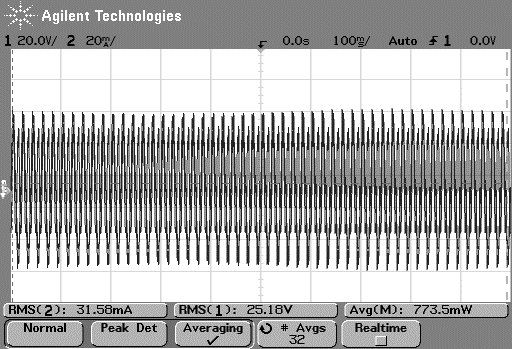 Agilent Technologies
1 20.0V/ 2 20mA/ 0.0s 100ms/ Auto 1 0.0V
RMS(2): 31.58mA RMS(1): 25.18V Avg(M): 773.5mW
Normal Peak Det Averaging # Avgs Realtime
32